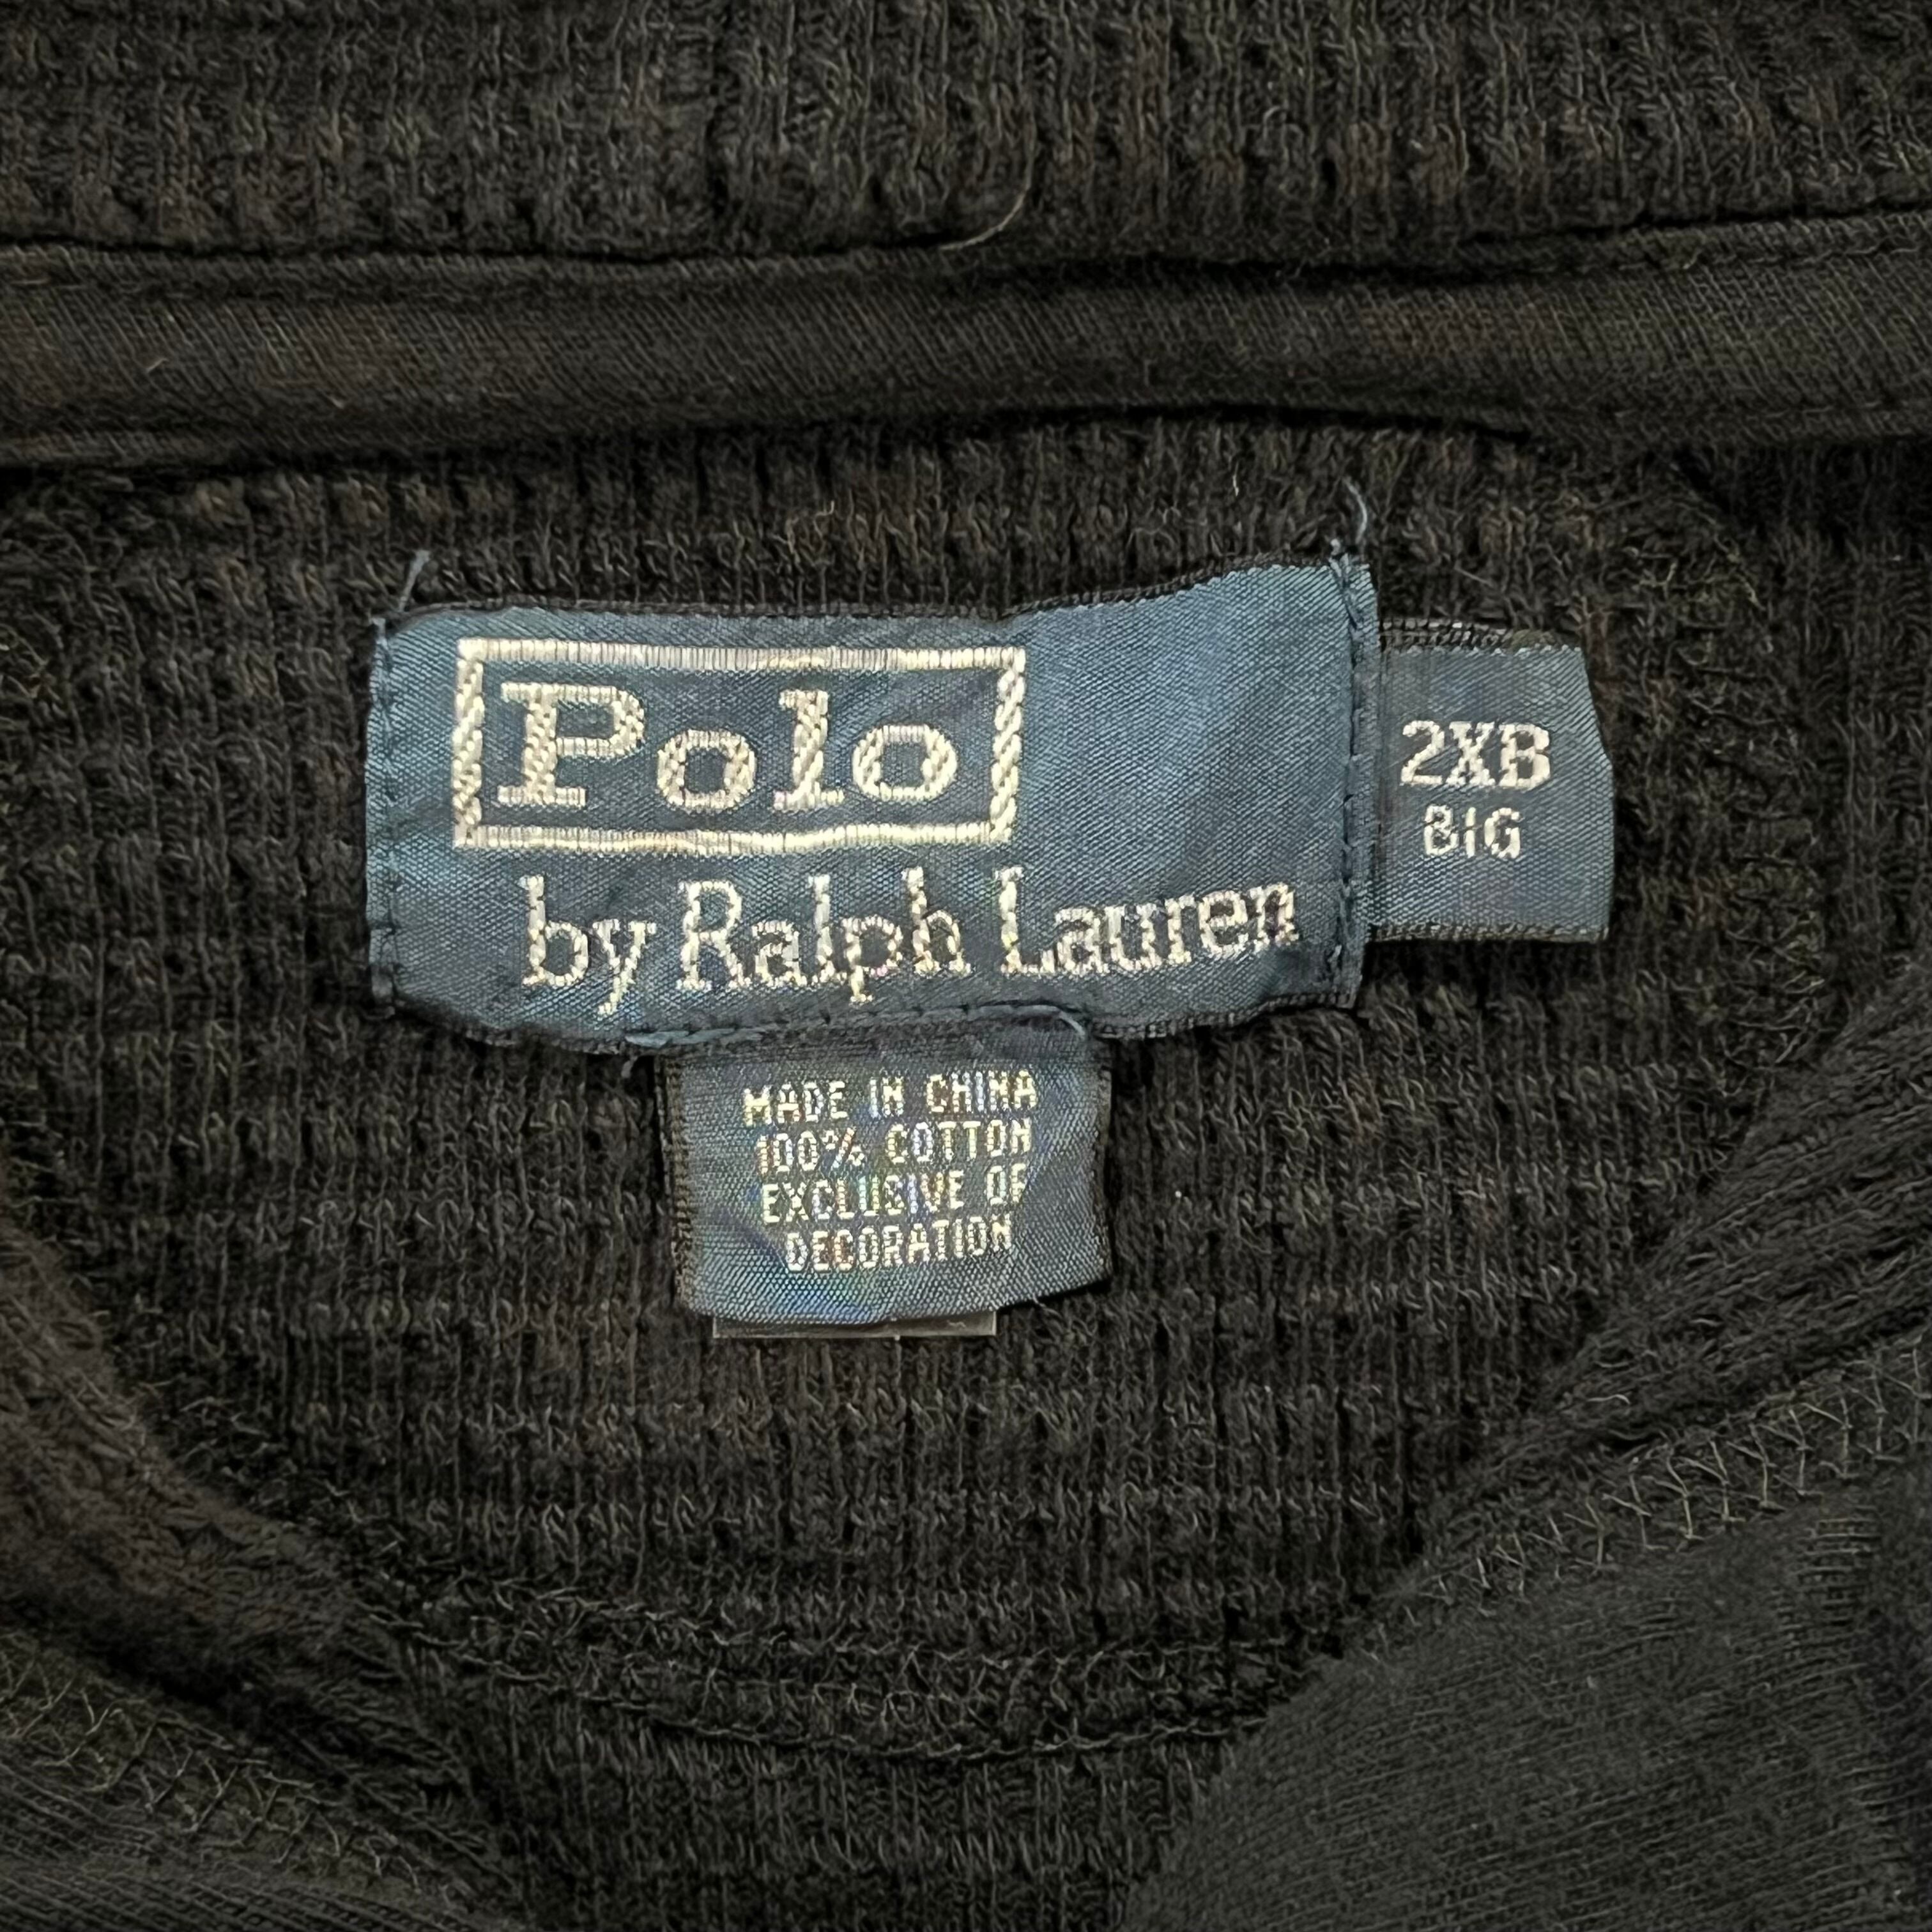 Polo
by Ralph Lauren
2XB
BIG
MADE IN CHINA
100% COTTON
EXCLUSIVE OF
DECORATION